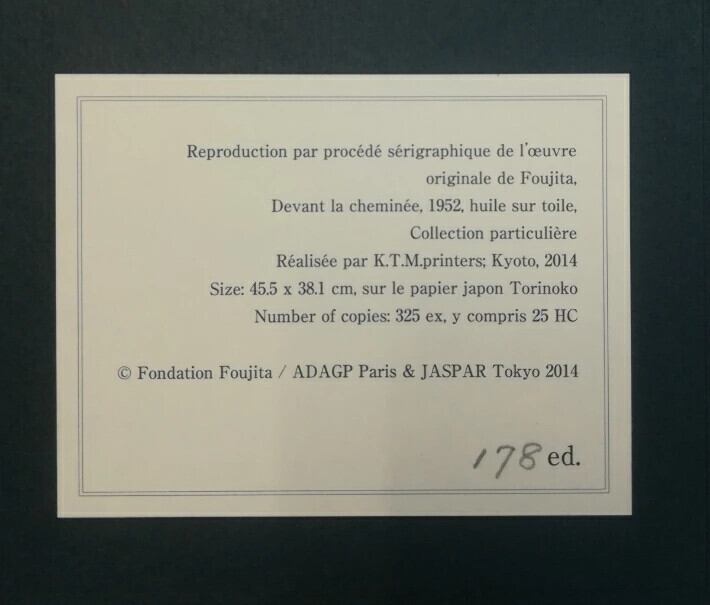 Reproduction par procédé sérigraphique de l'œuvre
originale de Foujita,
Devant la cheminée, 1952, huile sur toile,
Collection particulière
Réalisée par K.T.M.printers; Kyoto, 2014
Size: 45.5 x 38.1 cm, sur le papier japon Torinoko
Number of copies: 325 ex, y compris 25 HC
© Fondation Foujita / ADAGP Paris & JASPAR Tokyo 2014
178 ed.